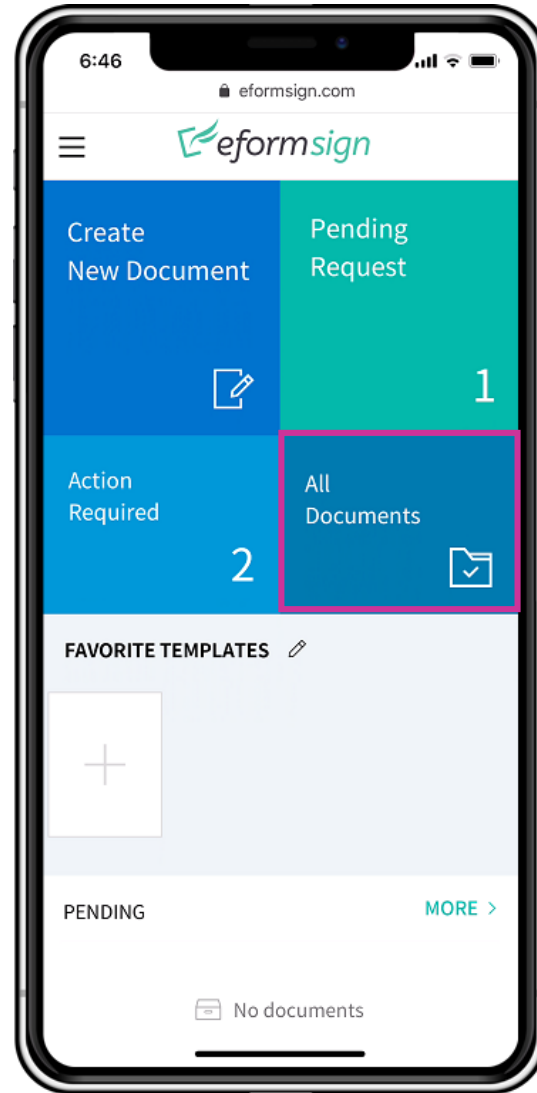 6:46
eformsign.com
eformsign
Create
New Document
Pending
Request
1
Action
Required
2
All
Documents
FAVORITE TEMPLATES
PENDING
MORE >
No documents